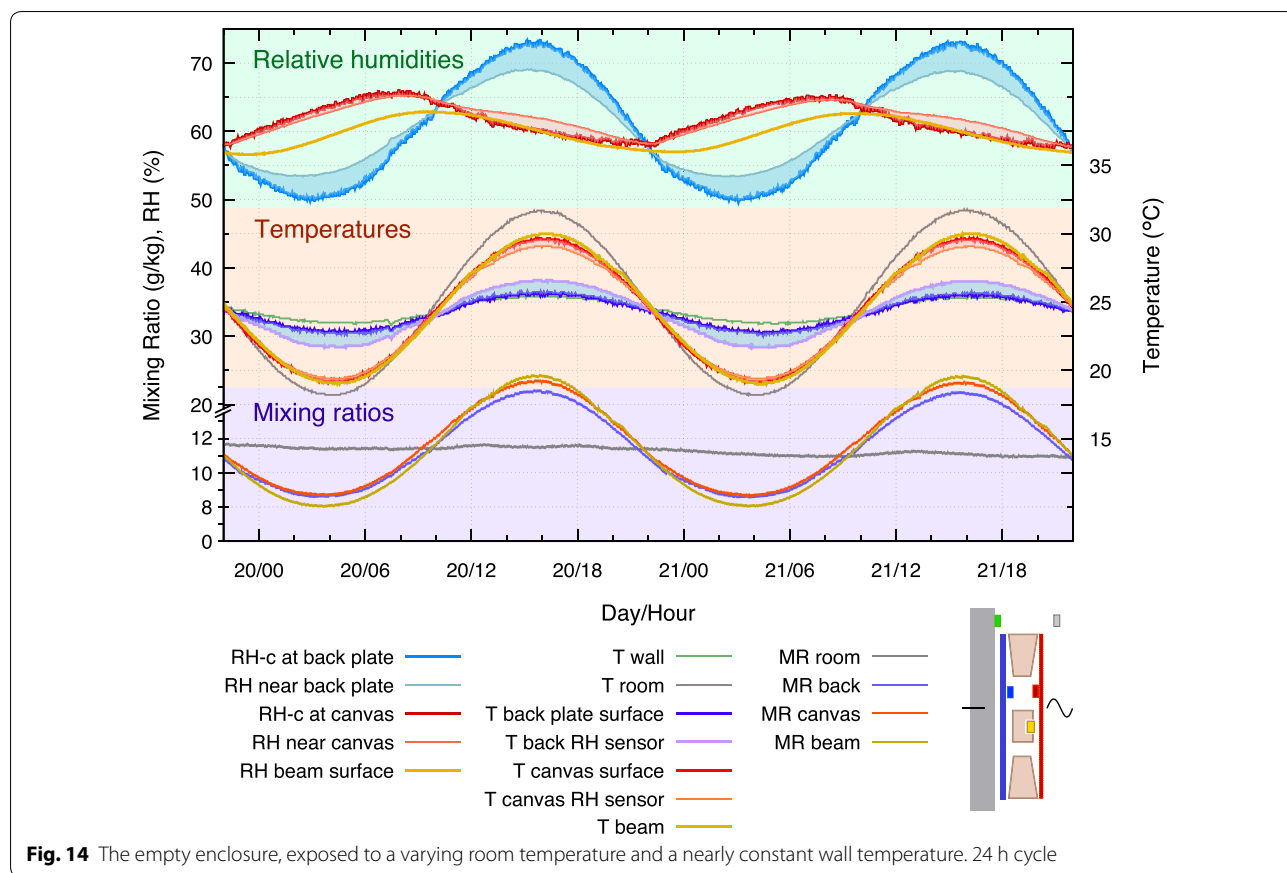 Relative humidities
Temperatures
Mixing ratios
Mixing Ratio (g/kg), RH (%)
70
60
50
40
30
20
12
10
8
0
Temperature (°C)
35
30
25
20
15
20/00 20/06 20/12 20/18 21/00 21/06 21/12 21/18
Day/Hour
RH-c at back plate
RH near back plate
RH-c at canvas
RH near canvas
RH beam surface
T wall
T room
T back plate surface
T back RH sensor
T canvas surface
T canvas RH sensor
T beam
MR room
MR back
MR canvas
MR beam
Fig. 14 The empty enclosure, exposed to a varying room temperature and a nearly constant wall temperature. 24 h cycle